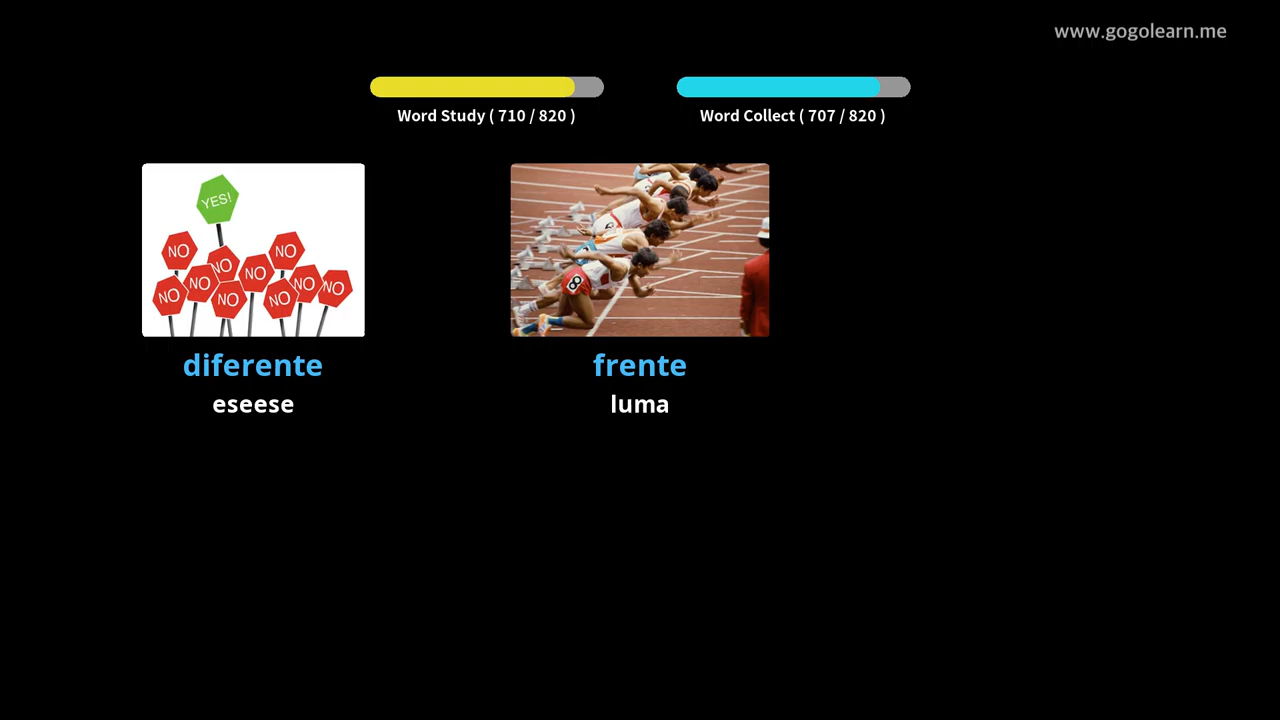 www.gogolearn.me
Word Study ( 710 / 820 )
Word Collect ( 707 / 820 )
YES!
NO
NO
NO
NO
NO
NO
NO
NO
NO
NO
8
diferente
frente
eseese
luma